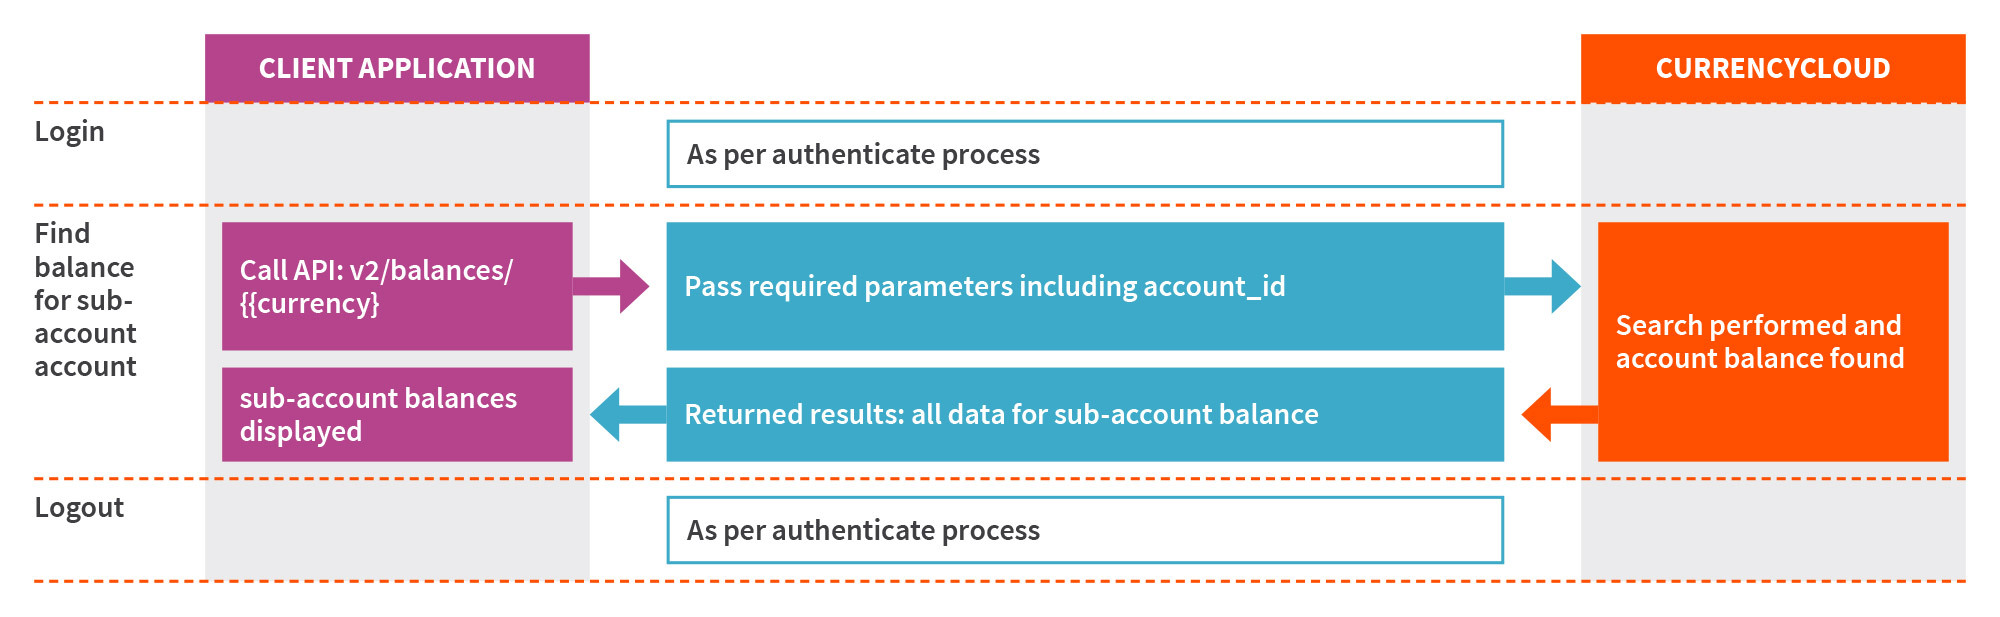 CLIENT APPLICATION
CURRENCYCLOUD
Login
As per authenticate process
Find
balance
for sub-
account
account
Call API: v2/balances/
{{currency}
Pass required parameters including account_id
Search performed and
account balance found
sub-account balances
displayed
Returned results: all data for sub-account balance
Logout
As per authenticate process